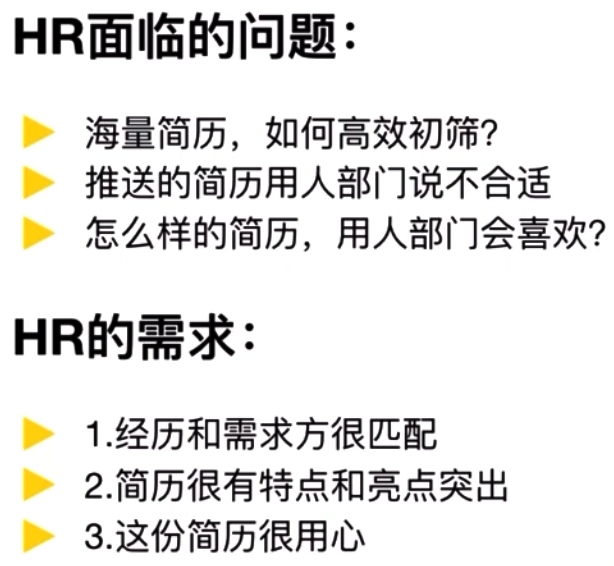 HR面临的问题：
海量简历，如何高效初筛？
推送的简历用人部门说不合适
怎么样的简历，用人部门会喜欢？
HR的需求：
1.经历和需求方很匹配
2.简历很有特点和亮点突出
3.这份简历很用心